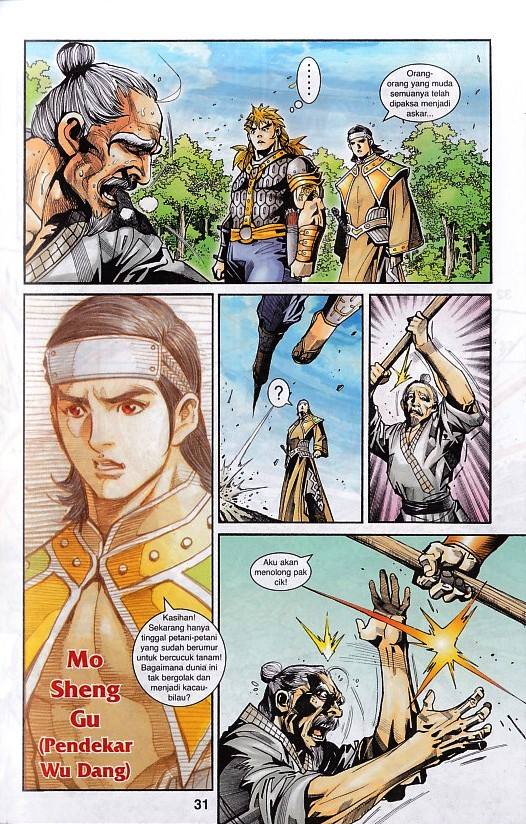 ......
Orang-
orang yang muda
semuanya telah
dipaksa menjadi
askar...
Kasihan!
Sekarang hanya
tinggal petani-petani
yang sudah berumur
untuk bercucuk tanam!
Bagaimana dunia ini
tak bergolak dan
menjadi kacau-
bilau?
Mo
Sheng
Gu
(Pendekar
Wu Dang)
?
Aku akan
menolong pak
cik!
31